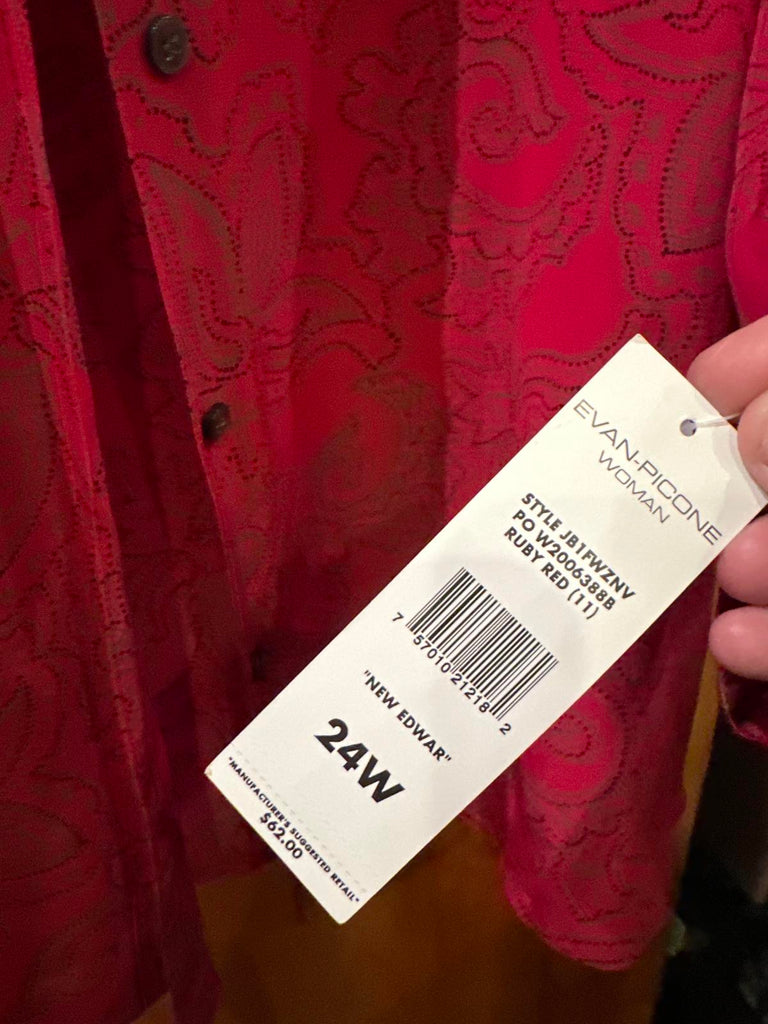 EVAN-PICONE
WOMAN
STYLE JB1FWZNV
PO W2006388B
RUBY RED (11)
7 57010 21218 2
"NEW EDWAR"
24W
"MANUFACTURER'S SUGGESTED RETAIL"
$62.00